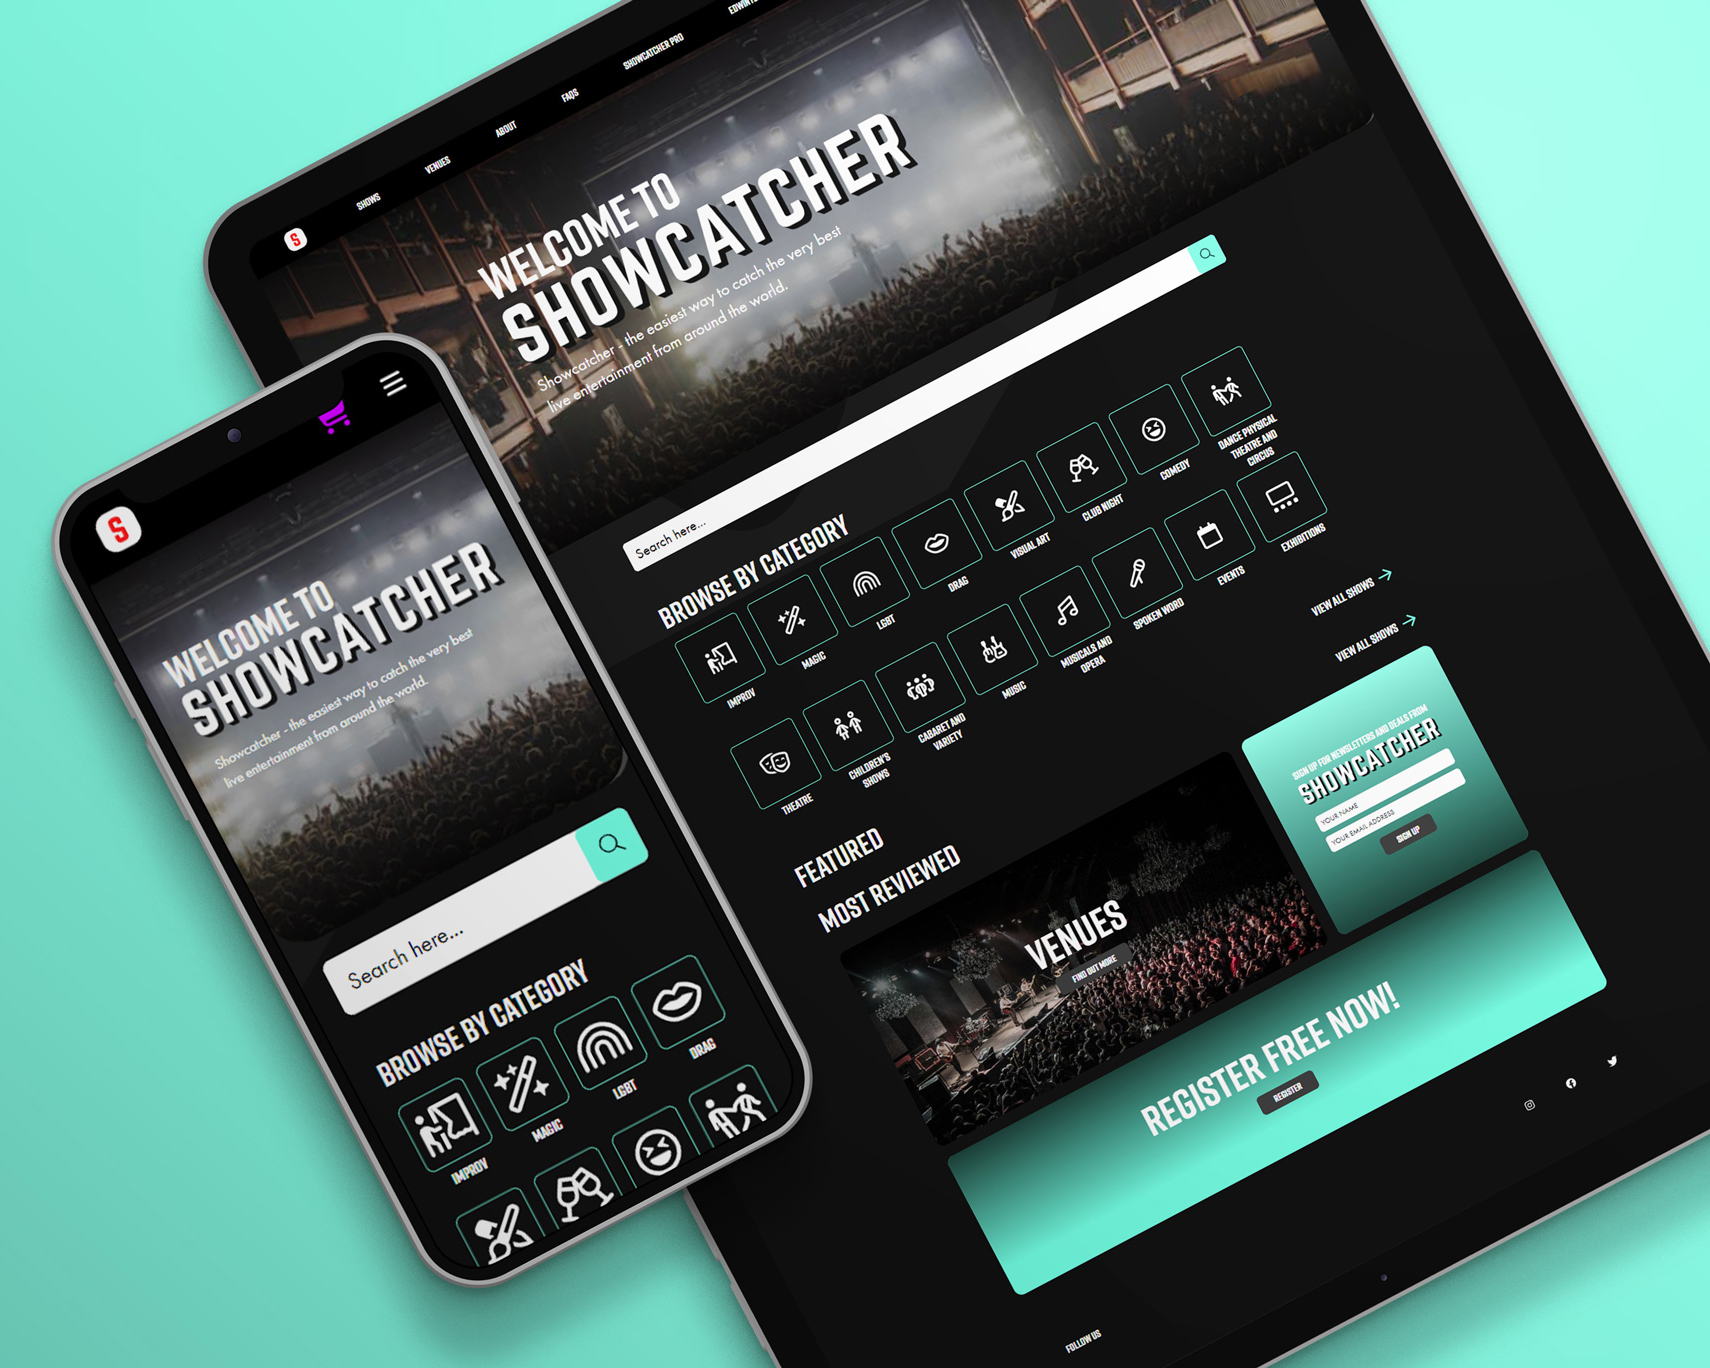 SHOWS
VENUES
ABOUT
FAQS
SHOWCATCHER PRO
S
WELCOME TO
SHOWCATCHER
Showcatcher - the easiest way to catch the very best
live entertainment from around the world.
Search here...
BROWSE BY CATEGORY
IMPROV
MAGIC
LGBT
DRAG
VISUAL ART
CLUB NIGHT
COMEDY
DANCE PHYSICAL
THEATRE AND
CIRCUS
THEATRE
CHILDREN'S
SHOWS
CABARET AND
VARIETY
MUSIC
MUSICALS AND
OPERA
SPOKEN WORD
EVENTS
EXHIBITIONS
FEATURED
VIEW ALL SHOWS
MOST REVIEWED
VIEW ALL SHOWS
VENUES
FIND OUT MORE
SIGN UP FOR NEWSLETTERS AND DEALS FROM
SHOWCATCHER
YOUR NAME
YOUR EMAIL ADDRESS
SIGN UP
REGISTER FREE NOW!
REGISTER
FOLLOW US
S
WELCOME TO
SHOWCATCHER
Showcatcher - the easiest way to catch the very best
live entertainment from around the world.
Search here...
BROWSE BY CATEGORY
IMPROV
MAGIC
LGBT
DRAG